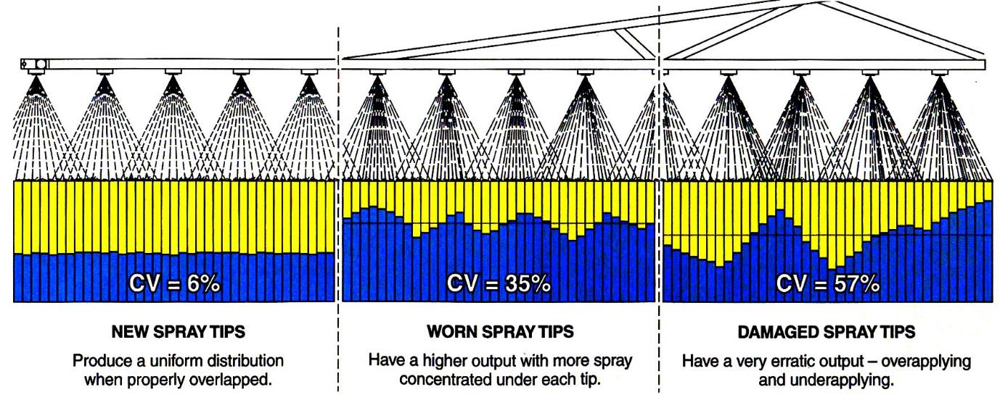 CV = 6%
CV = 35%
CV = 57%
NEW SPRAY TIPS
Produce a uniform distribution
when properly overlapped.
WORN SPRAY TIPS
Have a higher output with more spray
concentrated under each tip.
DAMAGED SPRAY TIPS
Have a very erratic output – overapplying
and underapplying.